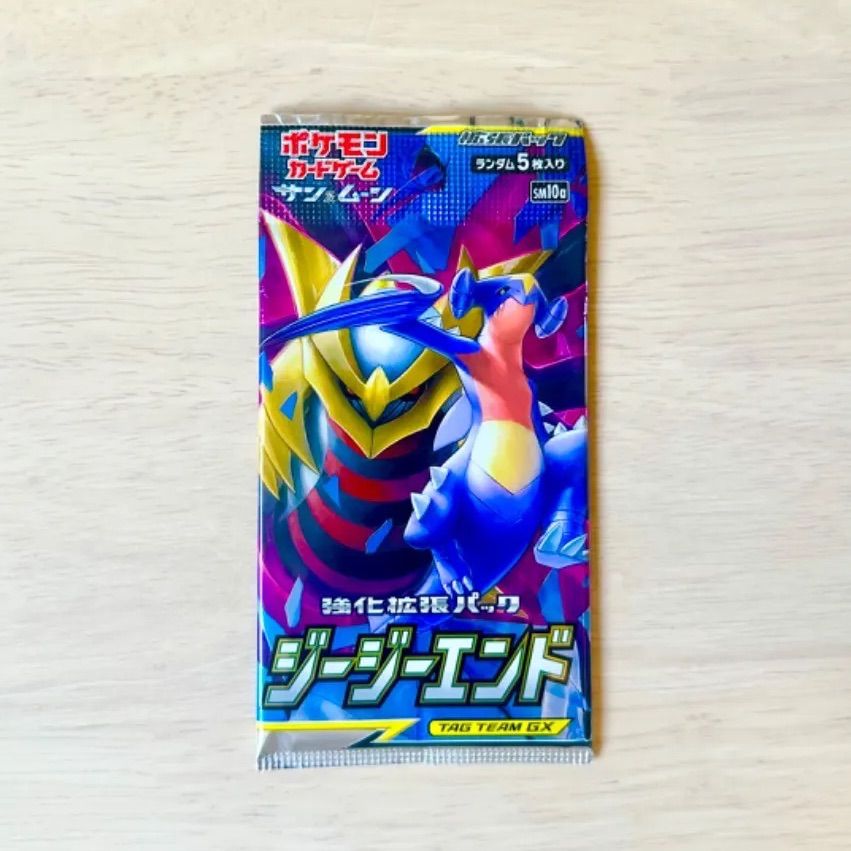 ポケモン
カードゲーム
サン&ムーン
拡張パック
ランダム5枚入り
SM10a
強化拡張パック
ジージーエンド
TAG TEAM GX